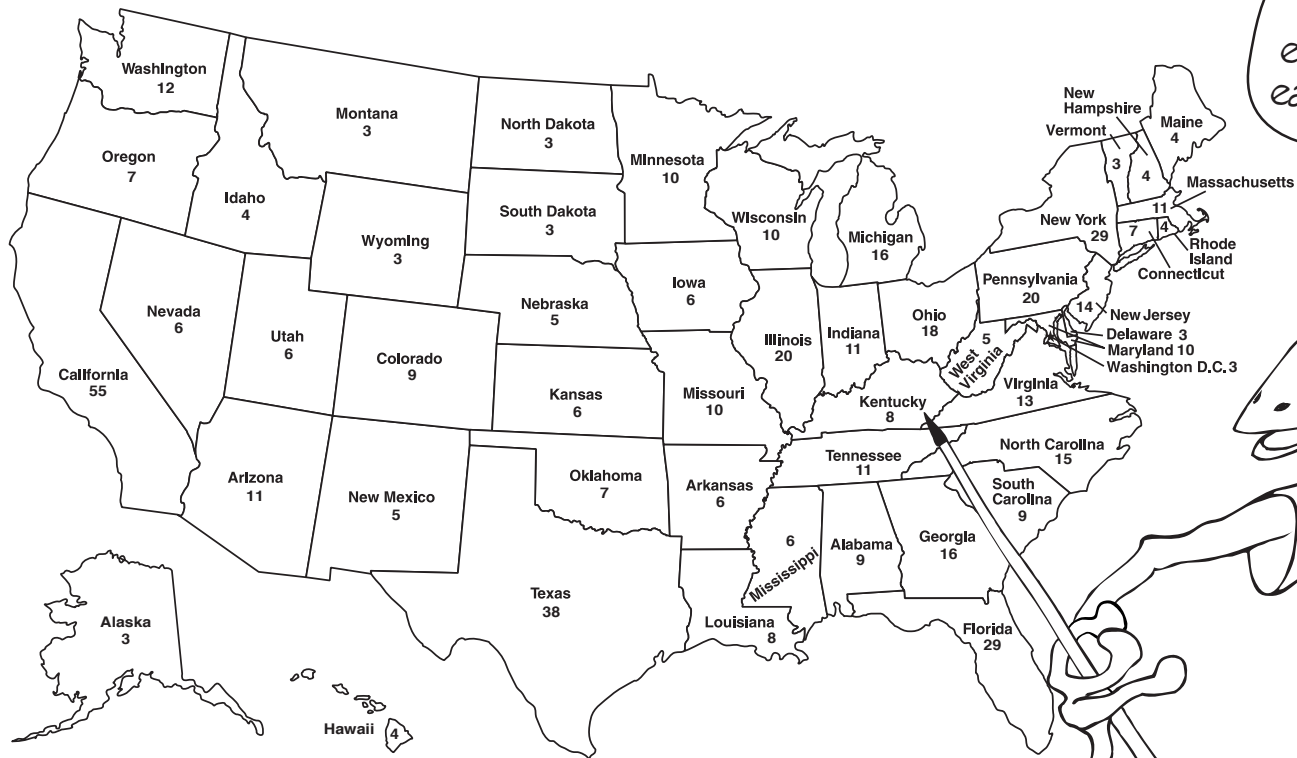 Washington
12
Oregon
7
California
55
Nevada
6
Idaho
4
Montana
3
Wyoming
3
Utah
6
Colorado
9
Arizona
11
New Mexico
5
North Dakota
3
South Dakota
3
Nebraska
5
Kansas
6
Oklahoma
7
Texas
38
Minnesota
10
Iowa
6
Missouri
10
Arkansas
6
Louisiana
8
Wisconsin
10
Illinois
20
Michigan
16
Indiana
11
Ohio
18
Kentucky
8
Tennessee
11
6
Mississippi
Alabama
9
Georgia
16
Florida
29
South
Carolina
9
North Carolina
15
Virginia
13
5
West
Virginia
Pennsylvania
20
New York
29
Vermont
3
New
Hampshire
4
Maine
4
Massachusetts
11
Rhode
Island
4
Connecticut
7
New Jersey
14
Delaware 3
Maryland 10
Washington D.C. 3
Alaska
3
Hawaii
4